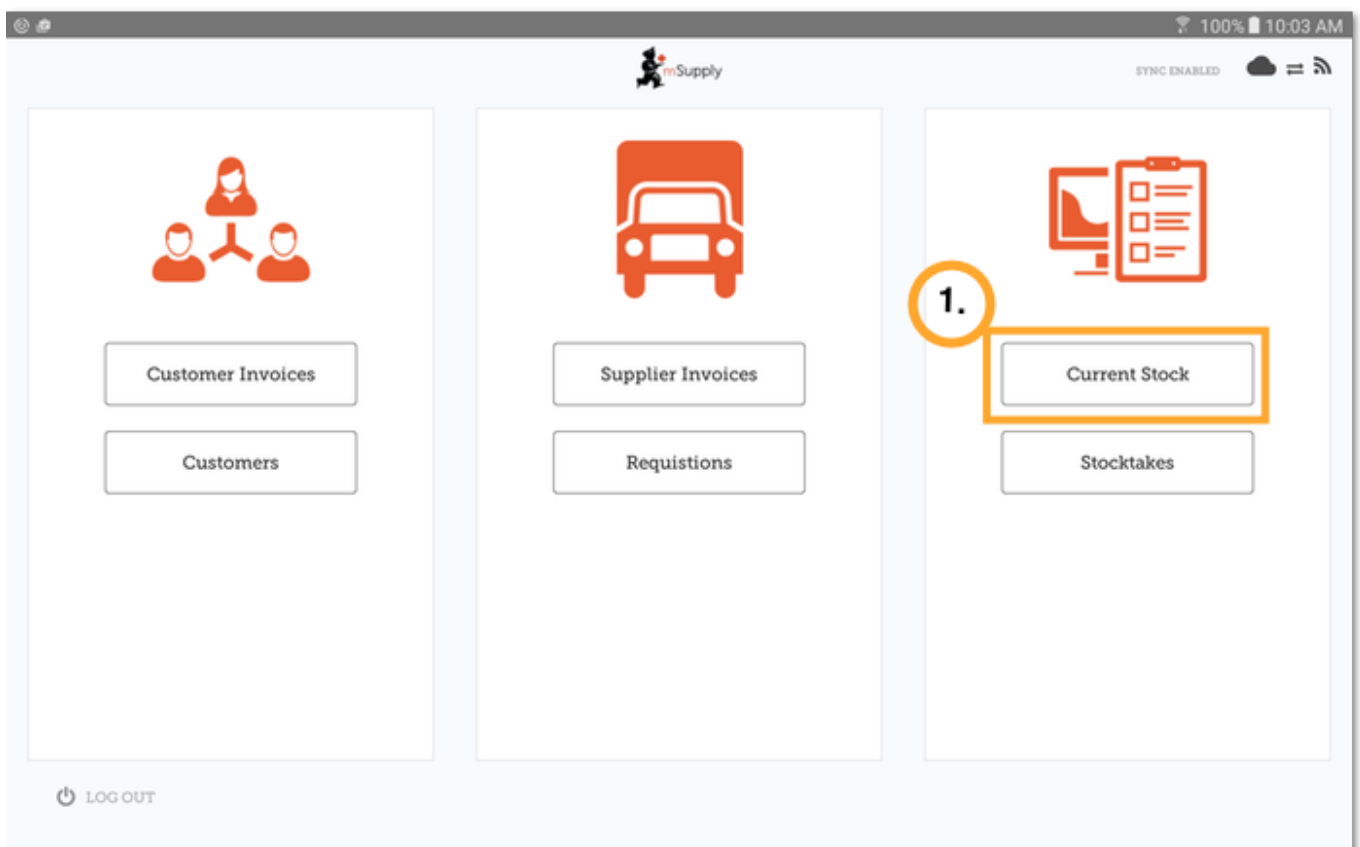 100% 10:03 AM
mSupply
SYNC ENABLED
1.
Customer Invoices
Supplier Invoices
Current Stock
Customers
Requistions
Stocktakes
LOG OUT